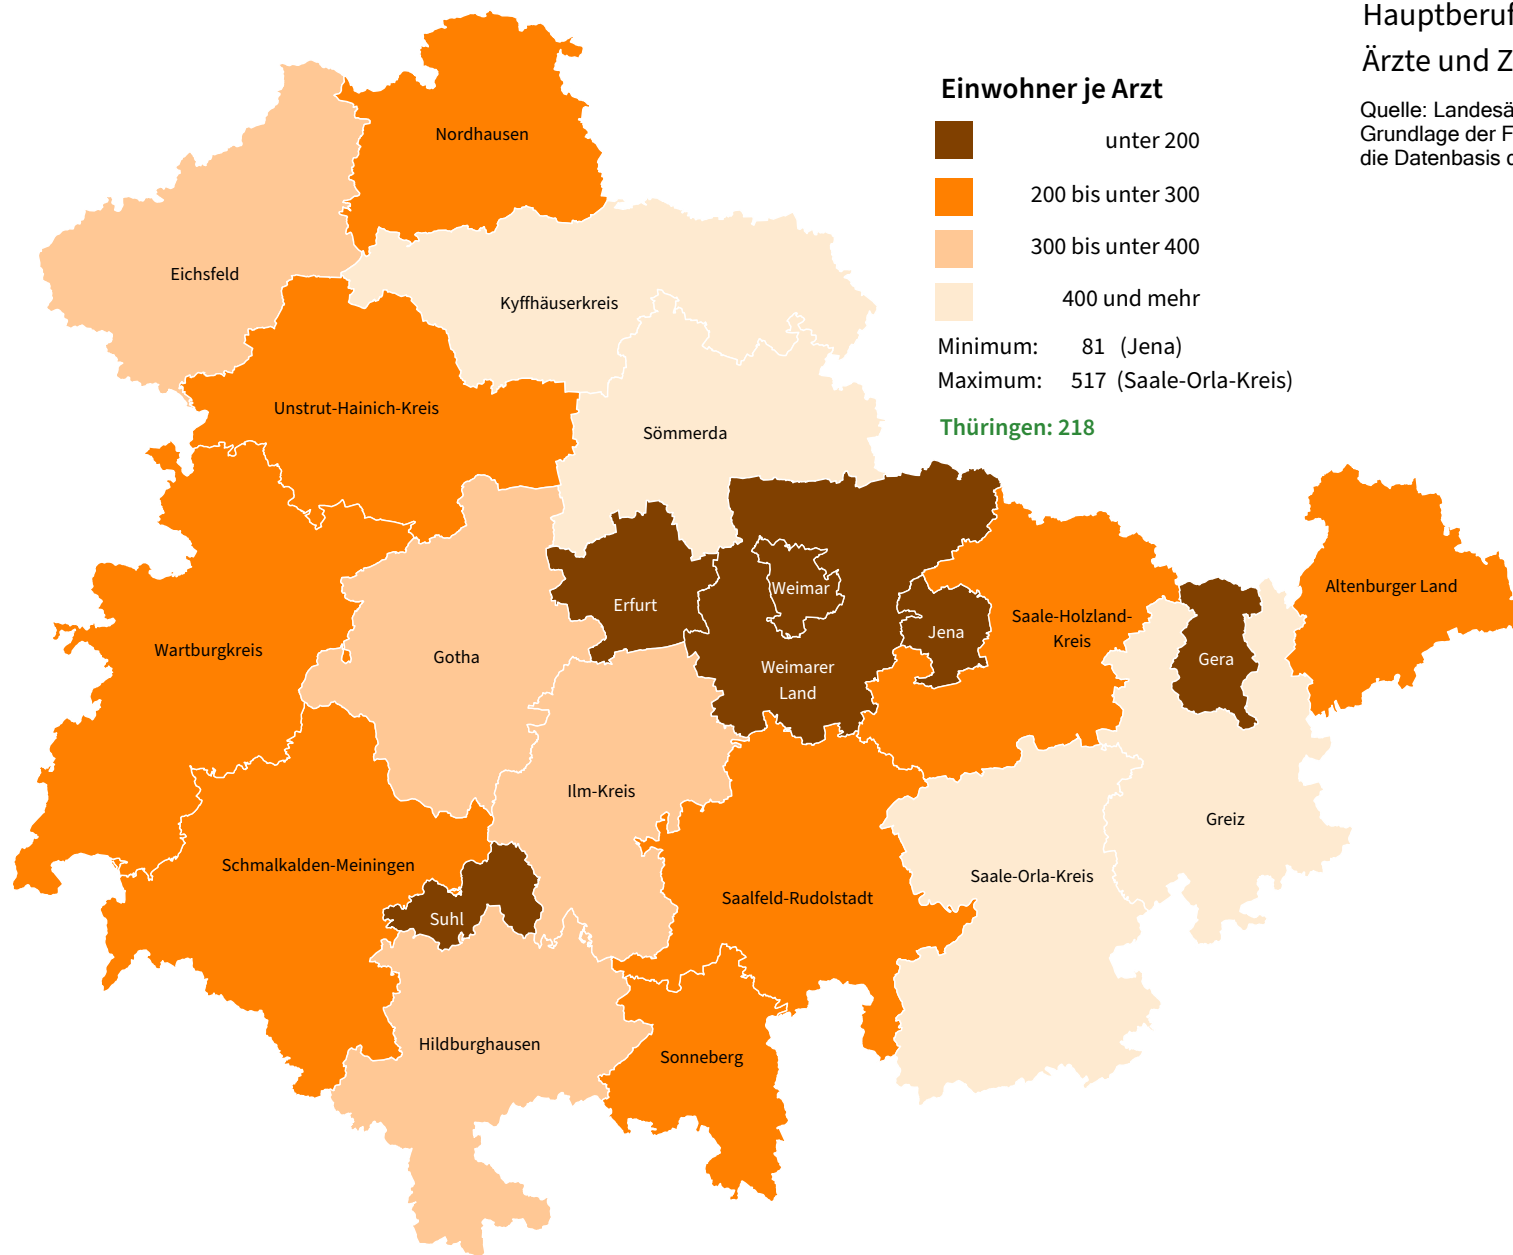 Hauptberuf
Ärzte und Z
Quelle: Landesä
Grundlage der F
die Datenbasis
Einwohner je Arzt
unter 200
200 bis unter 300
300 bis unter 400
400 und mehr
Minimum: 81 (Jena)
Maximum: 517 (Saale-Orla-Kreis)
Thüringen: 218
Nordhausen
Eichsfeld
Kyffhäuserkreis
Unstrut-Hainich-Kreis
Sömmerda
Altenburger Land
Weimar
Erfurt
Saale-Holzland-
Kreis
Jena
Wartburgkreis
Gotha
Gera
Weimarer
Land
Ilm-Kreis
Greiz
Schmalkalden-Meiningen
Saale-Orla-Kreis
Saalfeld-Rudolstadt
Suhl
Hildburghausen
Sonneberg